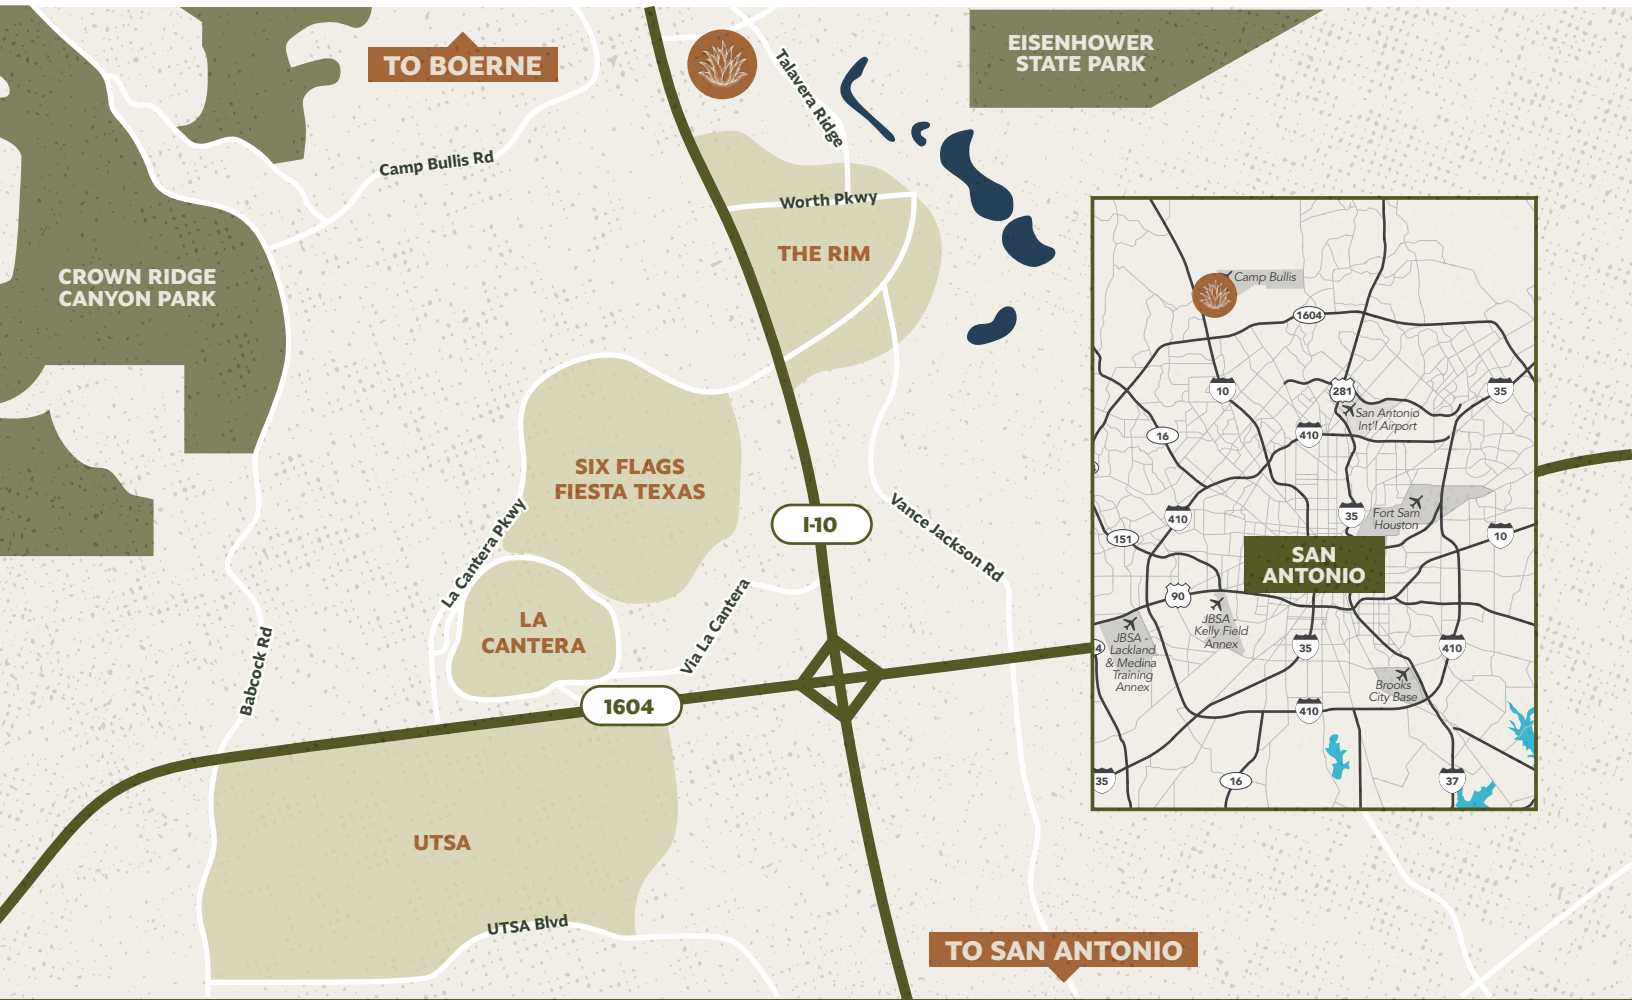 TO BOERNE
EISENHOWER
STATE PARK
Talavera Ridge
Camp Bullis Rd
Worth Pkwy
THE RIM
CROWN RIDGE
CANYON PARK
SIX FLAGS
FIESTA TEXAS
I-10
La Cantera Pkwy
Vance Jackson Rd
LA
CANTERA
Via La Cantera
Babcock Rd
1604
UTSA
UTSA Blvd
TO SAN ANTONIO
Camp Bullis
1604
10
281
35
San Antonio
Int'l Airport
16
410
410
35
Fort Sam
Houston
151
10
SAN
ANTONIO
90
JBSA -
Kelly Field
Annex
JBSA -
Lackland
& Medina
Training
Annex
4
35
410
Brooks
City Base
410
35
16
37